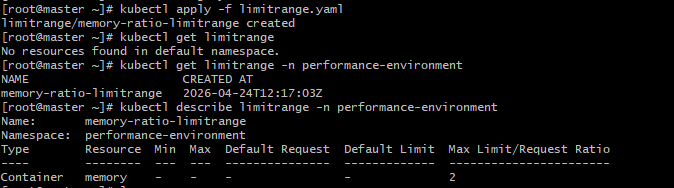 [root@master ~]# kubectl apply -f limitrange.yaml
limitrange/memory-ratio-limitrange created
[root@master ~]# kubectl get limitrange
No resources found in default namespace.
[root@master ~]# kubectl get limitrange -n performance-environment
NAME                      CREATED AT
memory-ratio-limitrange   2026-04-24T12:17:03Z
[root@master ~]# kubectl describe limitrange -n performance-environment
Name:       memory-ratio-limitrange
Namespace:  performance-environment
Type        Resource  Min  Max  Default Request  Default Limit  Max Limit/Request Ratio
----        --------  ---  ---  ---------------  -------------  -----------------------
Container   memory    -    -    -                -              2